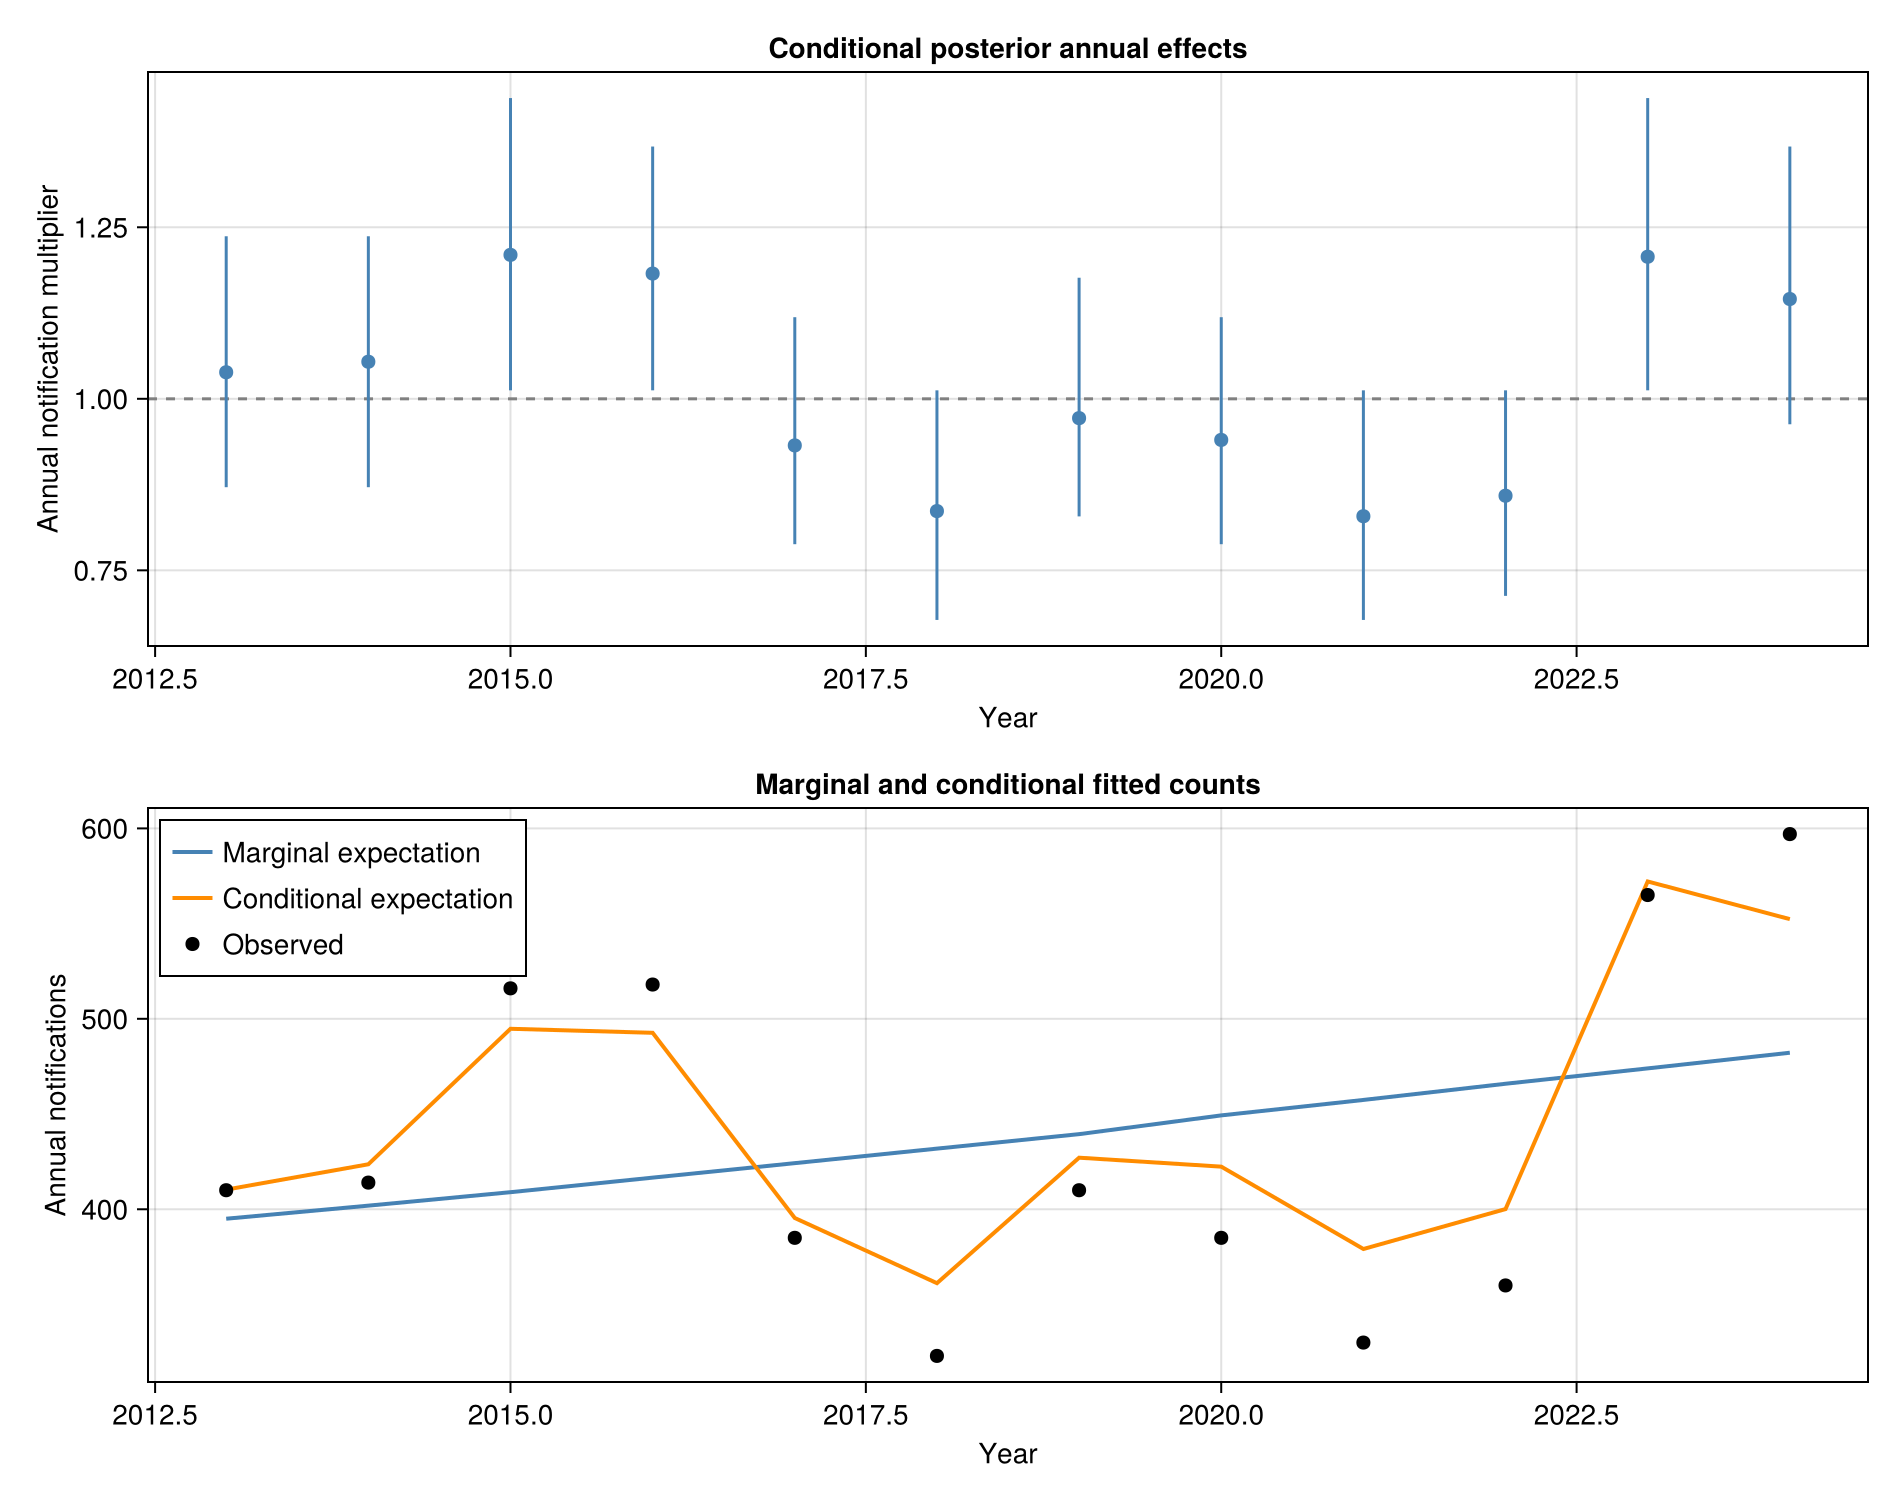 Conditional posterior annual effects
Annual notification multiplier
1.25
1.00
0.75
2012.5 2015.0 2017.5 2020.0 2022.5
Year
Marginal and conditional fitted counts
Annual notifications
600
500
400
Marginal expectation
Conditional expectation
Observed
2012.5 2015.0 2017.5 2020.0 2022.5
Year